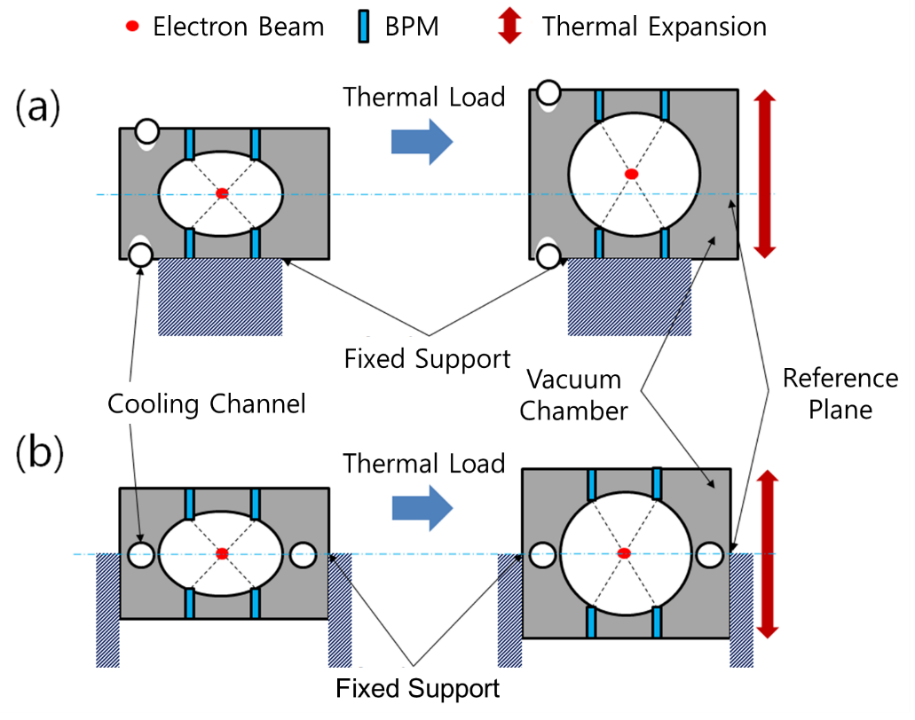 Electron Beam BPM Thermal Expansion
(a)
Thermal Load
Fixed Support
Cooling Channel
Vacuum
Chamber
Reference
Plane
(b)
Thermal Load
Fixed Support